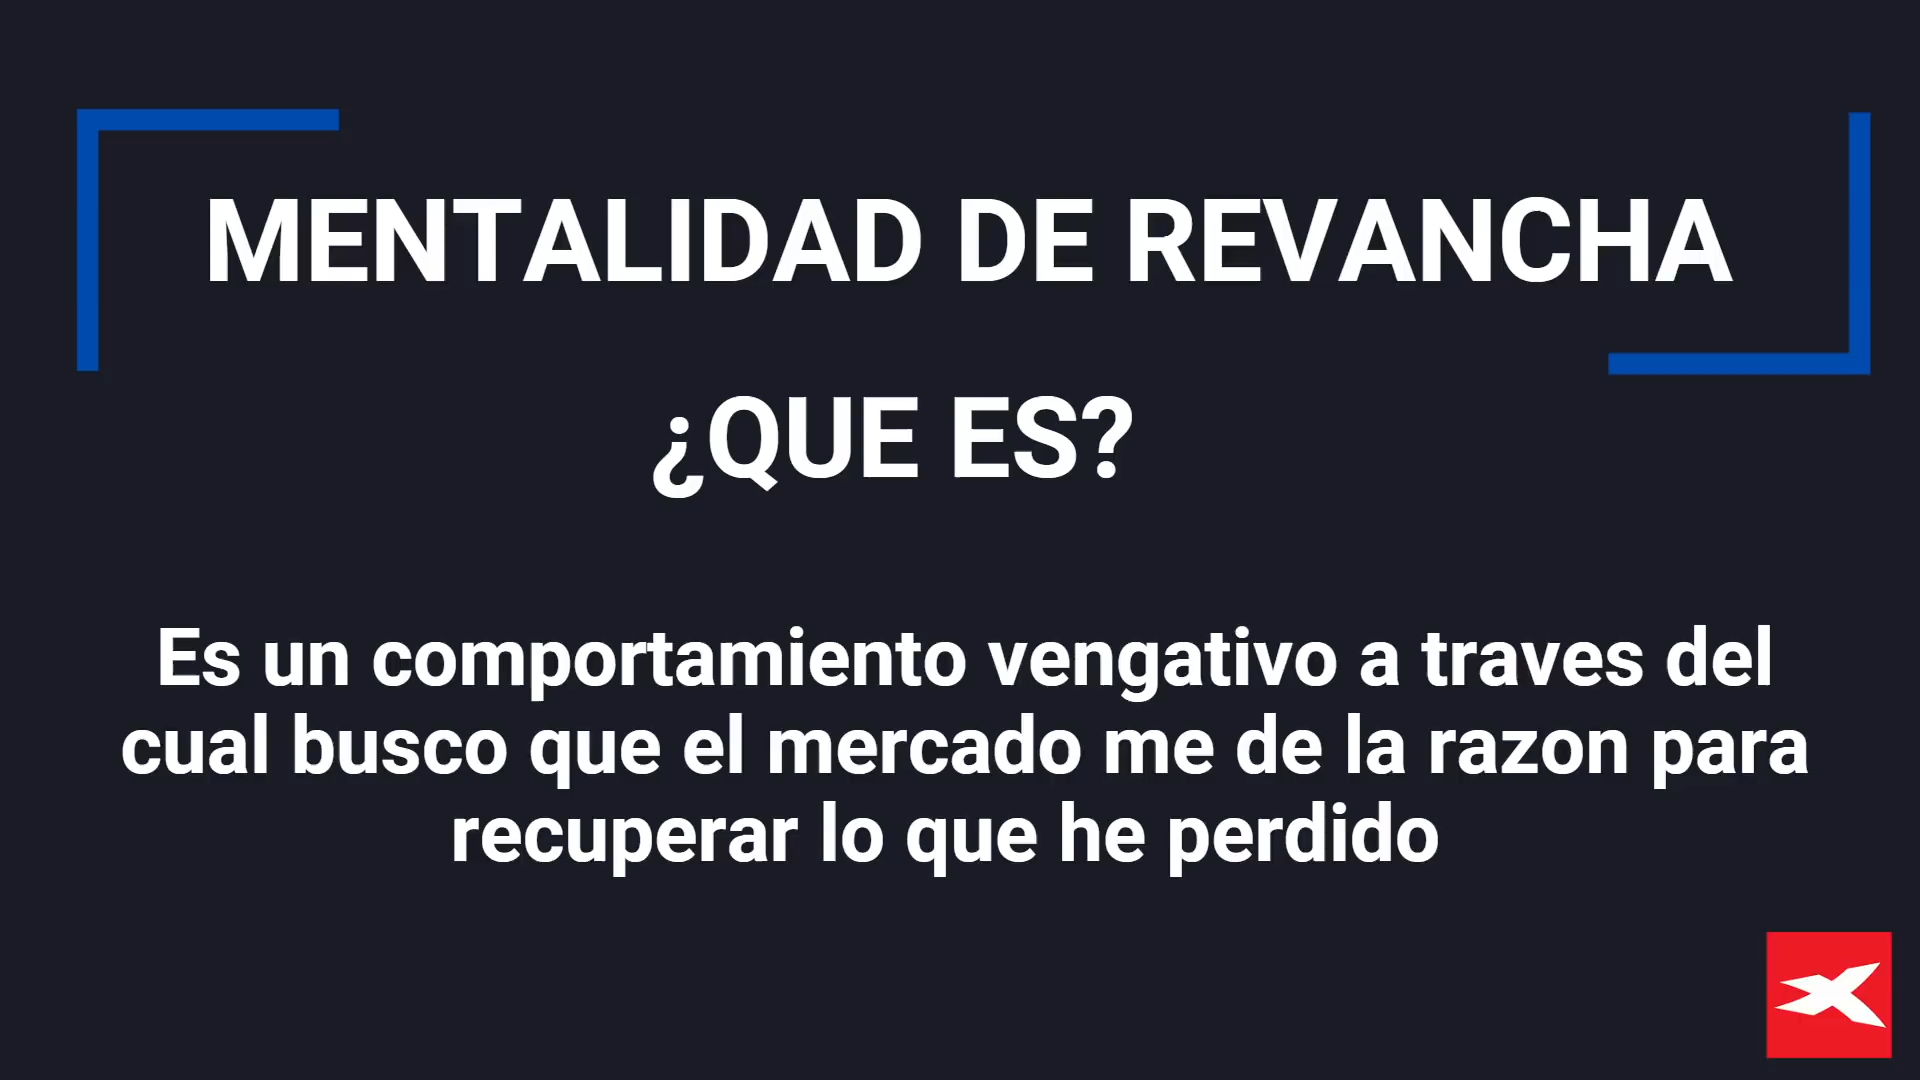 MENTALIDAD DE REVANCHA
¿QUE ES?
Es un comportamiento vengativo a traves del
cual busco que el mercado me de la razon para
recuperar lo que he perdido